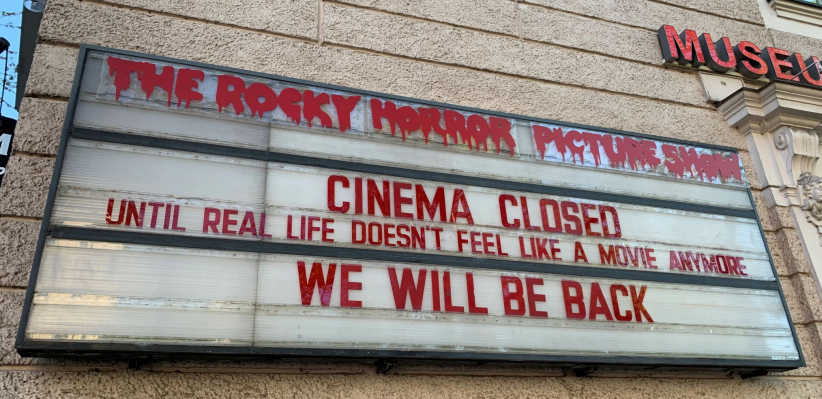 MUSEU
THE ROCKY HORROR PICTURE SHOW
CINEMA CLOSED
UNTIL REAL LIFE DOESN'T FEEL LIKE A MOVIE ANYMORE
WE WILL BE BACK